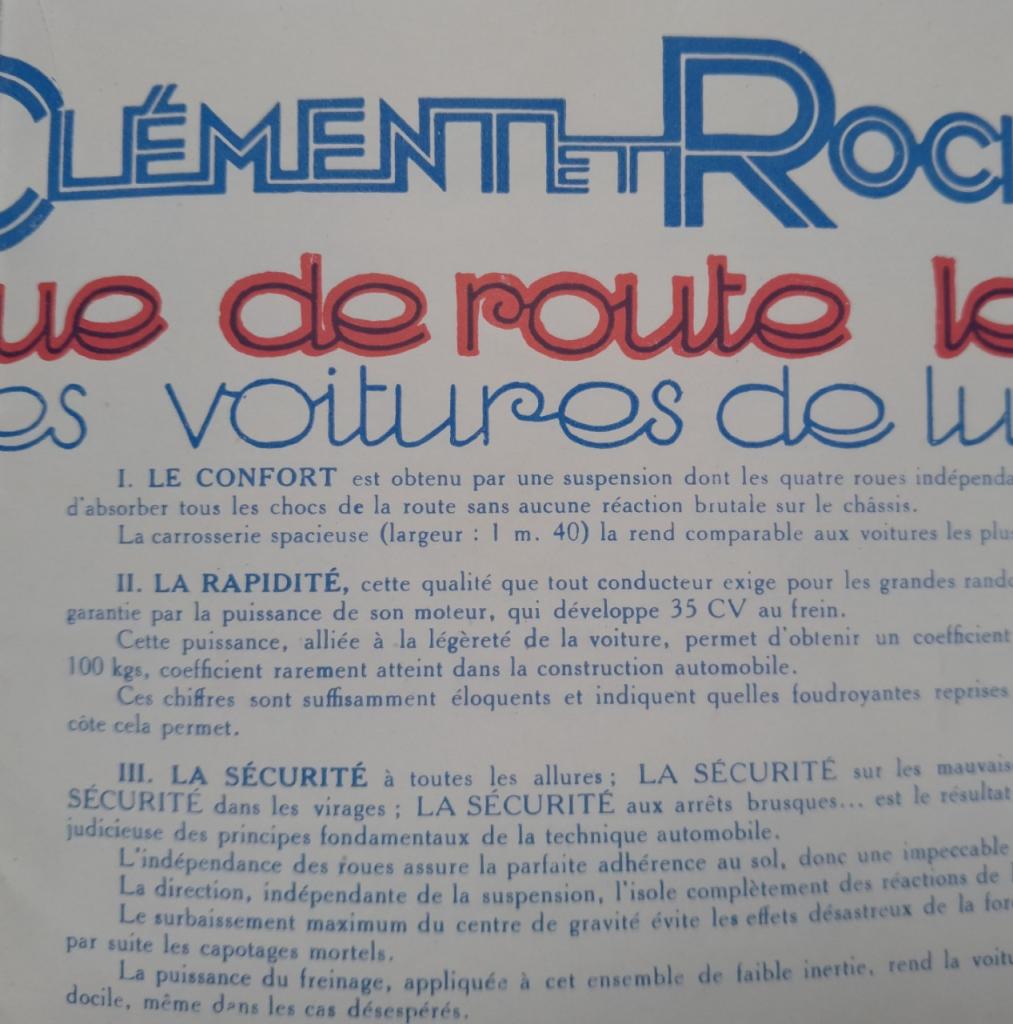 CLÉMENT ET ROC
ue de route le
es voitures de lu
I. LE CONFORT est obtenu par une suspension dont les quatre roues indépenda
d'absorber tous les chocs de la route sans aucune réaction brutale sur le châssis.
La carrosserie spacieuse (largeur : 1 m. 40) la rend comparable aux voitures les plus
II. LA RAPIDITÉ, cette qualité que tout conducteur exige pour les grandes rando
garantie par la puissance de son moteur, qui développe 35 CV au frein.
Cette puissance, alliée à la légèreté de la voiture, permet d'obtenir un coefficient
100 kgs, coefficient rarement atteint dans la construction automobile.
Ces chiffres sont suffisamment éloquents et indiquent quelles foudroyantes reprises
côte cela permet.
III. LA SÉCURITÉ à toutes les allures ; LA SÉCURITÉ sur les mauvais
SÉCURITÉ dans les virages ; LA SÉCURITÉ aux arrêts brusques... est le résultat
judicieuse des principes fondamentaux de la technique automobile.
L'indépendance des roues assure la parfaite adhérence au sol, donc une impeccable
La direction, indépendante de la suspension, l'isole complètement des réactions de l
Le surbaissement maximum du centre de gravité évite les effets désastreux de la for
par suite les capotages mortels.
La puissance du freinage, appliquée à cet ensemble de faible inertie, rend la voitu
docile, même dans les cas désespérés.